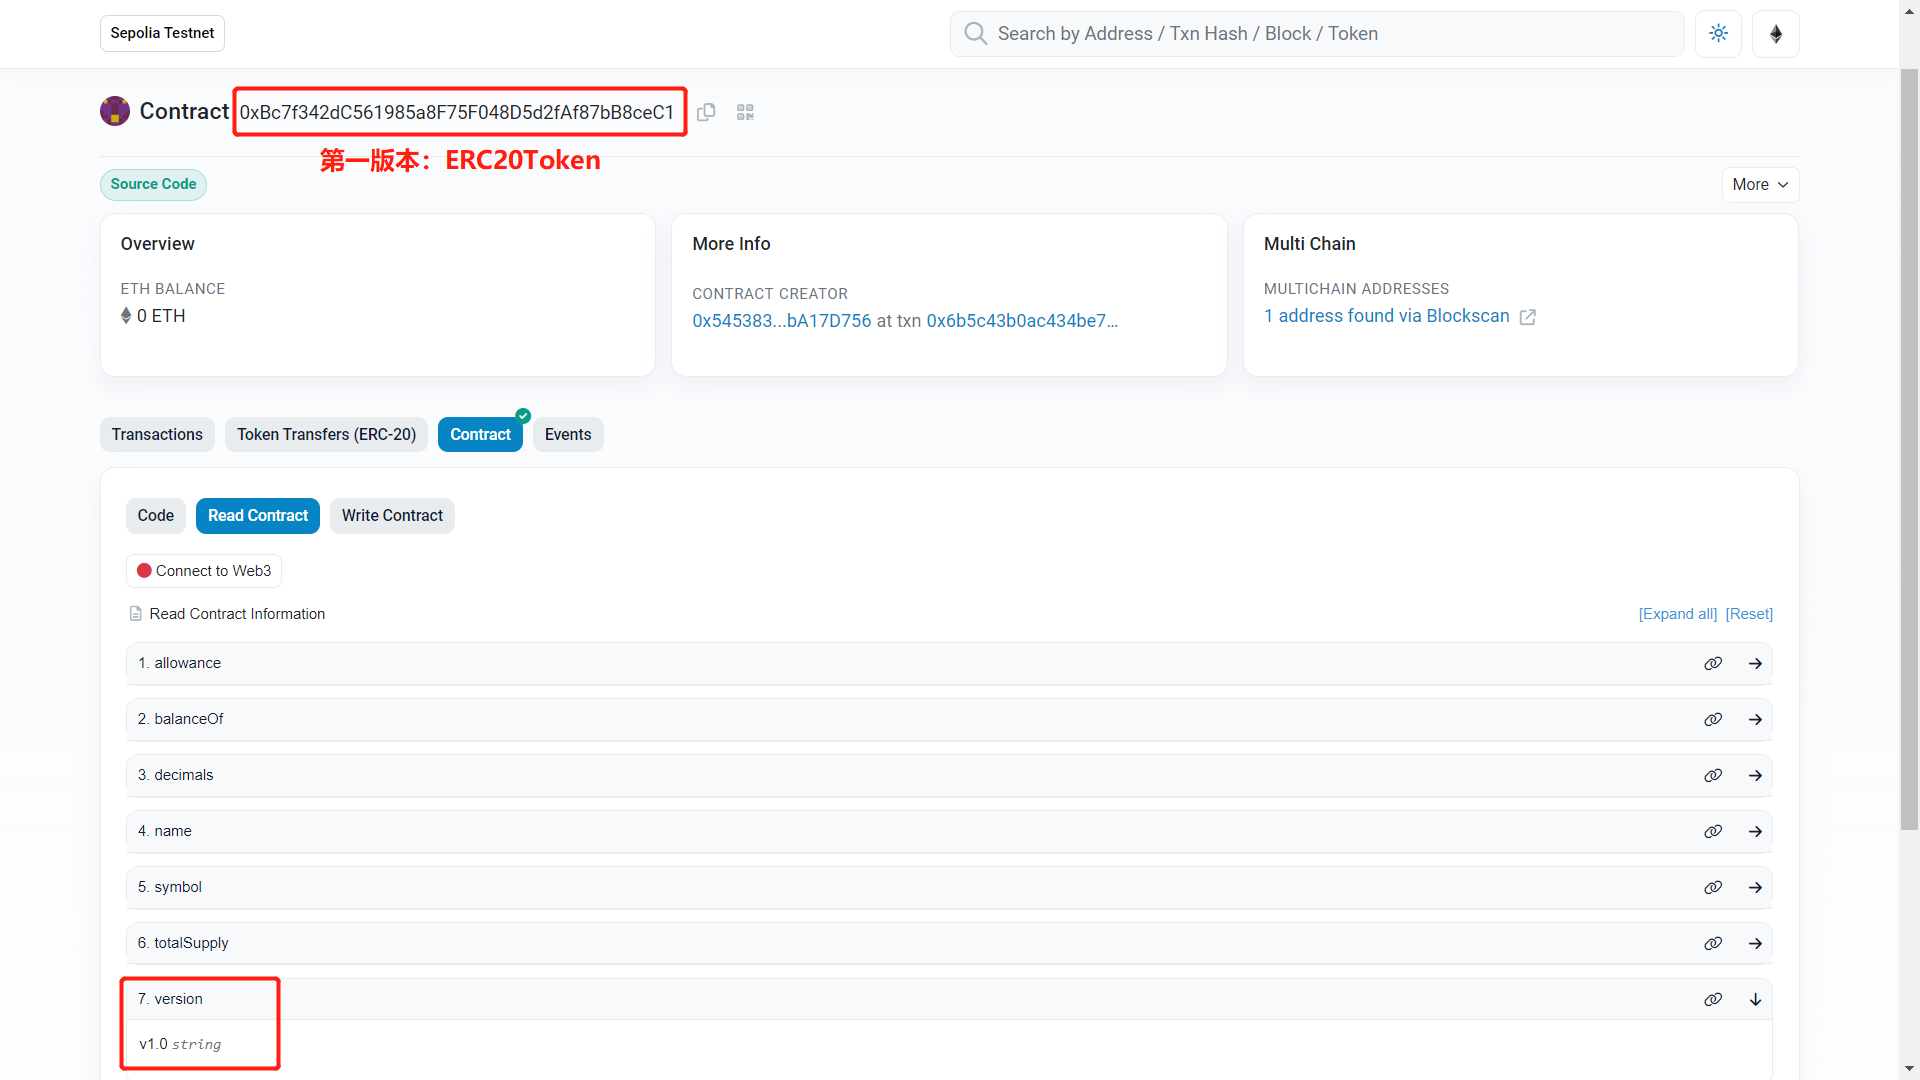 Sepolia Testnet
Search by Address / Txn Hash / Block / Token
Contract 0xBc7f342dC561985a8F75F048D5d2fAf87bB8ceC1
第一版本：ERC20Token
Source Code
More
Overview
ETH BALANCE
0 ETH
More Info
CONTRACT CREATOR
0x545383...bA17D756 at txn 0x6b5c43b0ac434be7...
Multi Chain
MULTICHAIN ADDRESSES
1 address found via Blockscan
Transactions
Token Transfers (ERC-20)
Contract
Events
Code
Read Contract
Write Contract
Connect to Web3
Read Contract Information
[Expand all] [Reset]
1. allowance
2. balanceOf
3. decimals
4. name
5. symbol
6. totalSupply
7. version
v1.0 string